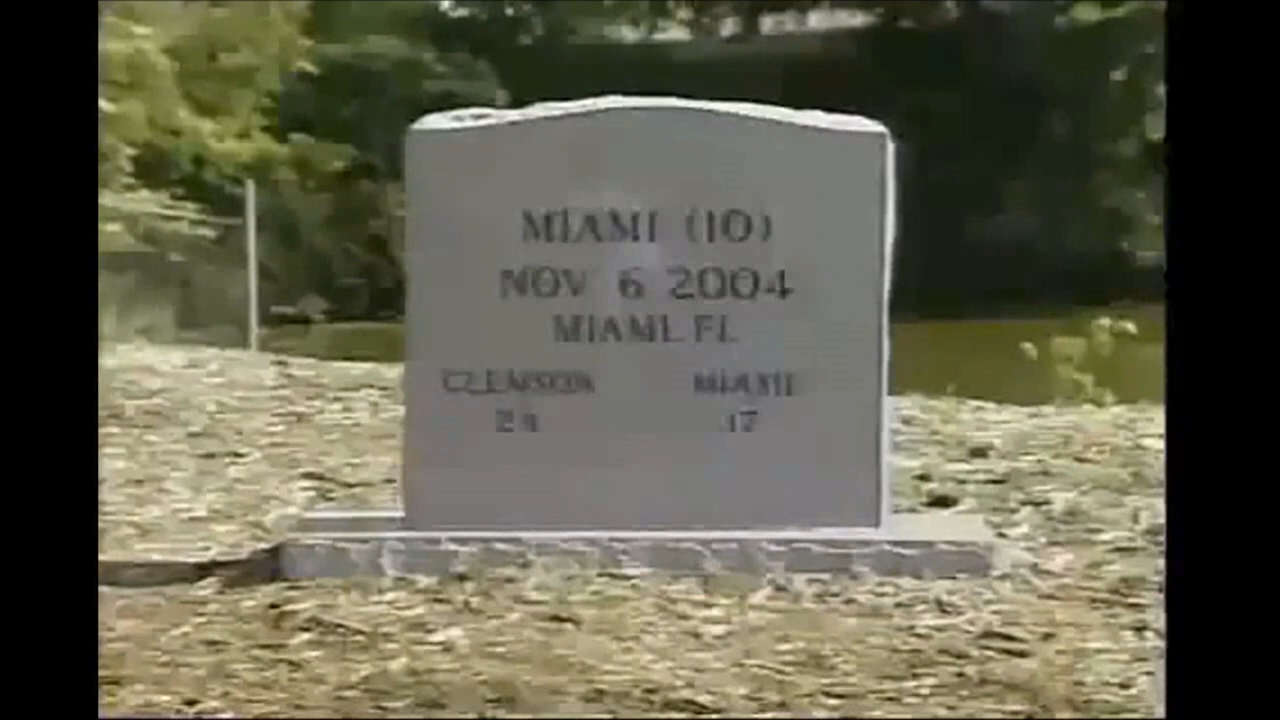 MIAMI (10)
NOV 6 2004
MIAMI, FL
CLEMSON MIAMI
24 17